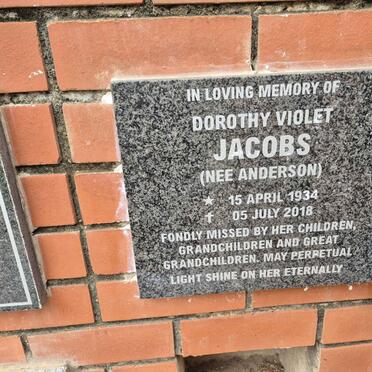 IN LOVING MEMORY OF
DOROTHY VIOLET
JACOBS
(NEE ANDERSON)
★ 15 APRIL 1934
† 05 JULY 2018
FONDLY MISSED BY HER CHILDREN,
GRANDCHILDREN AND GREAT
GRANDCHILDREN. MAY PERPETUAL
LIGHT SHINE ON HER ETERNALLY